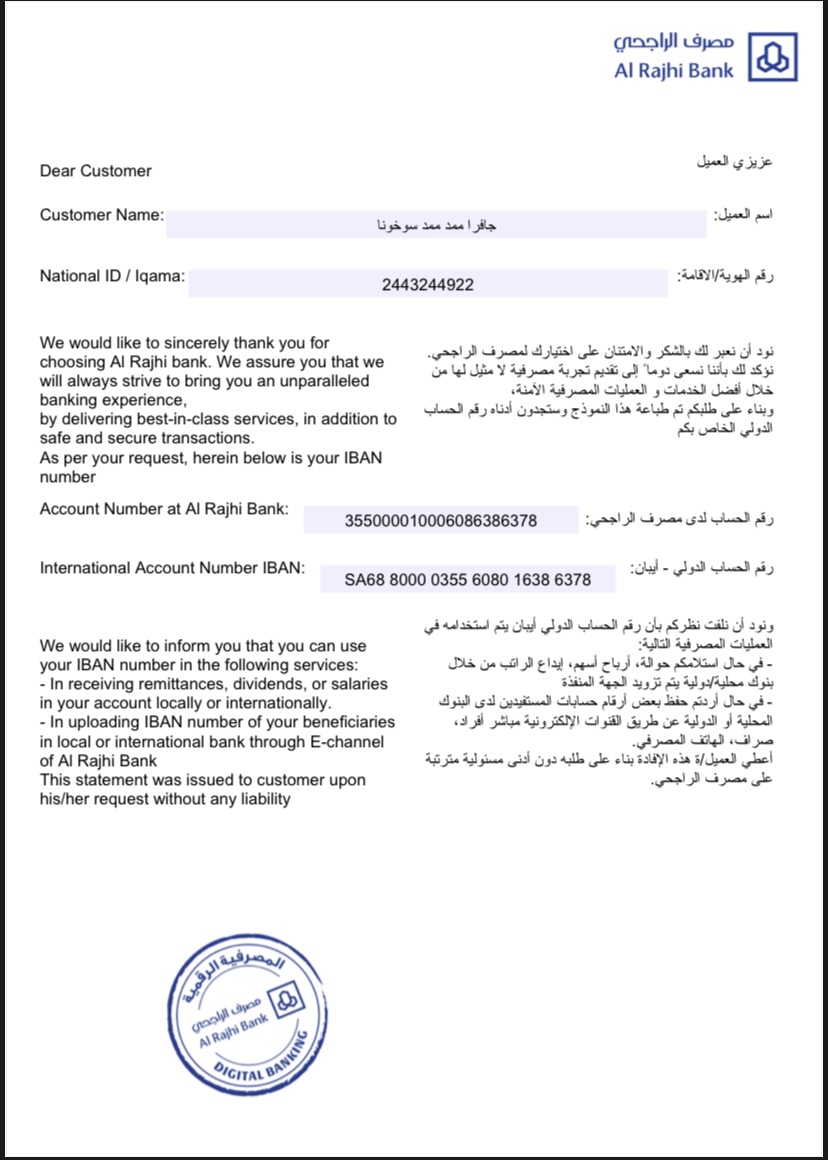 مصرف الراجحي
Al Rajhi Bank
عزيزي العميل
Dear Customer
Customer Name:
جافرا ممد ممد سوخونا
اسم العميل:
National ID / Iqama:
2443244922
رقم الهوية/الاقامة:
We would like to sincerely thank you for
choosing Al Rajhi bank. We assure you that we
will always strive to bring you an unparalleled
banking experience,
by delivering best-in-class services, in addition to
safe and secure transactions.
As per your request, herein below is your IBAN
number
نود أن نعبر لك بالشكر والامتنان على اختيارك لمصرف الراجحي.
نؤكد لك بأننا نسعى دوماً إلى تقديم تجربة مصرفية لا مثيل لها من
خلال أفضل الخدمات و العمليات المصرفية الآمنة،
وبناء على طلبكم تم طباعة هذا النموذج وستجدون أدناه رقم الحساب
الدولي الخاص بكم
Account Number at Al Rajhi Bank:
355000010006086386378
رقم الحساب لدى مصرف الراجحي:
International Account Number IBAN:
SA68 8000 0355 6080 1638 6378
رقم الحساب الدولي - أيبان:
We would like to inform you that you can use
your IBAN number in the following services:
- In receiving remittances, dividends, or salaries
in your account locally or internationally.
- In uploading IBAN number of your beneficiaries
in local or international bank through E-channel
of Al Rajhi Bank
This statement was issued to customer upon
his/her request without any liability
ونود أن نلفت نظركم بأن رقم الحساب الدولي أيبان يتم استخدامه في
العمليات المصرفية التالية:
- في حال استلامكم حوالة، أرباح أسهم، إيداع الراتب من خلال
بنوك محلية/دولية يتم تزويد الجهة المنفذة
- في حال أردتم حفظ بعض أرقام حسابات المستفيدين لدى البنوك
المحلية أو الدولية عن طريق القنوات الإلكترونية مباشر أفراد،
صراف، الهاتف المصرفي.
أعطي العميل/ة هذه الإفادة بناء على طلبه دون أدنى مسئولية مترتبة
على مصرف الراجحي.
المصرفية الرقمية
مصرف الراجحي
Al Rajhi Bank
DIGITAL BANKING